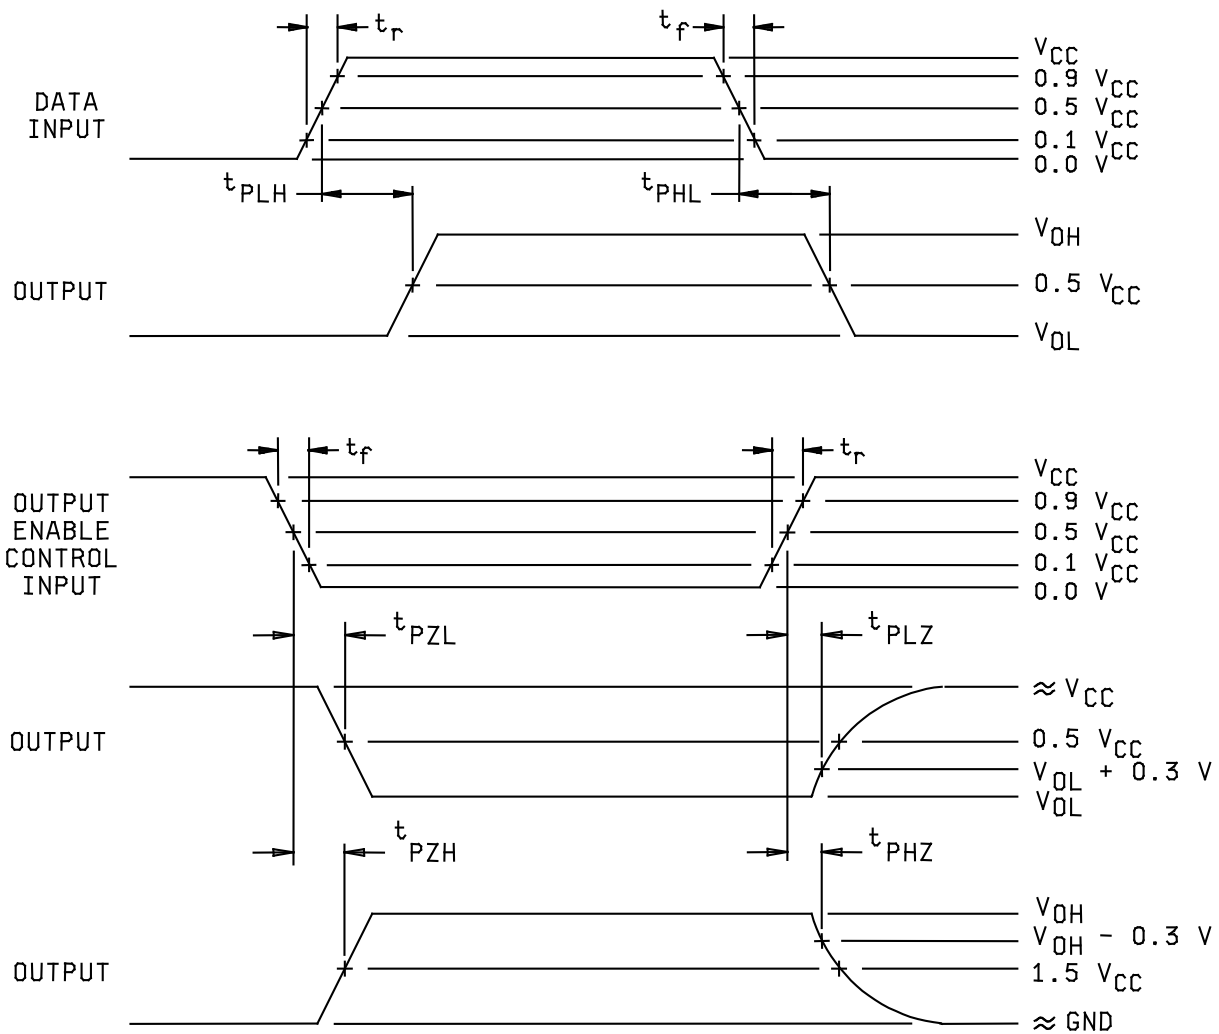 t_r
t_f
V_CC
0.9 V_CC
DATA
INPUT
0.5 V_CC
0.1 V_CC
0.0 V
t_PLH
t_PHL
V_OH
OUTPUT
0.5 V_CC
V_OL
t_f
t_r
V_CC
OUTPUT
ENABLE
CONTROL
INPUT
0.9 V_CC
0.5 V_CC
0.1 V_CC
0.0 V
t_PZL
t_PLZ
≈ V_CC
OUTPUT
0.5 V_CC
V_OL + 0.3 V
V_OL
t_PZH
t_PHZ
V_OH
V_OH - 0.3 V
OUTPUT
1.5 V_CC
≈ GND